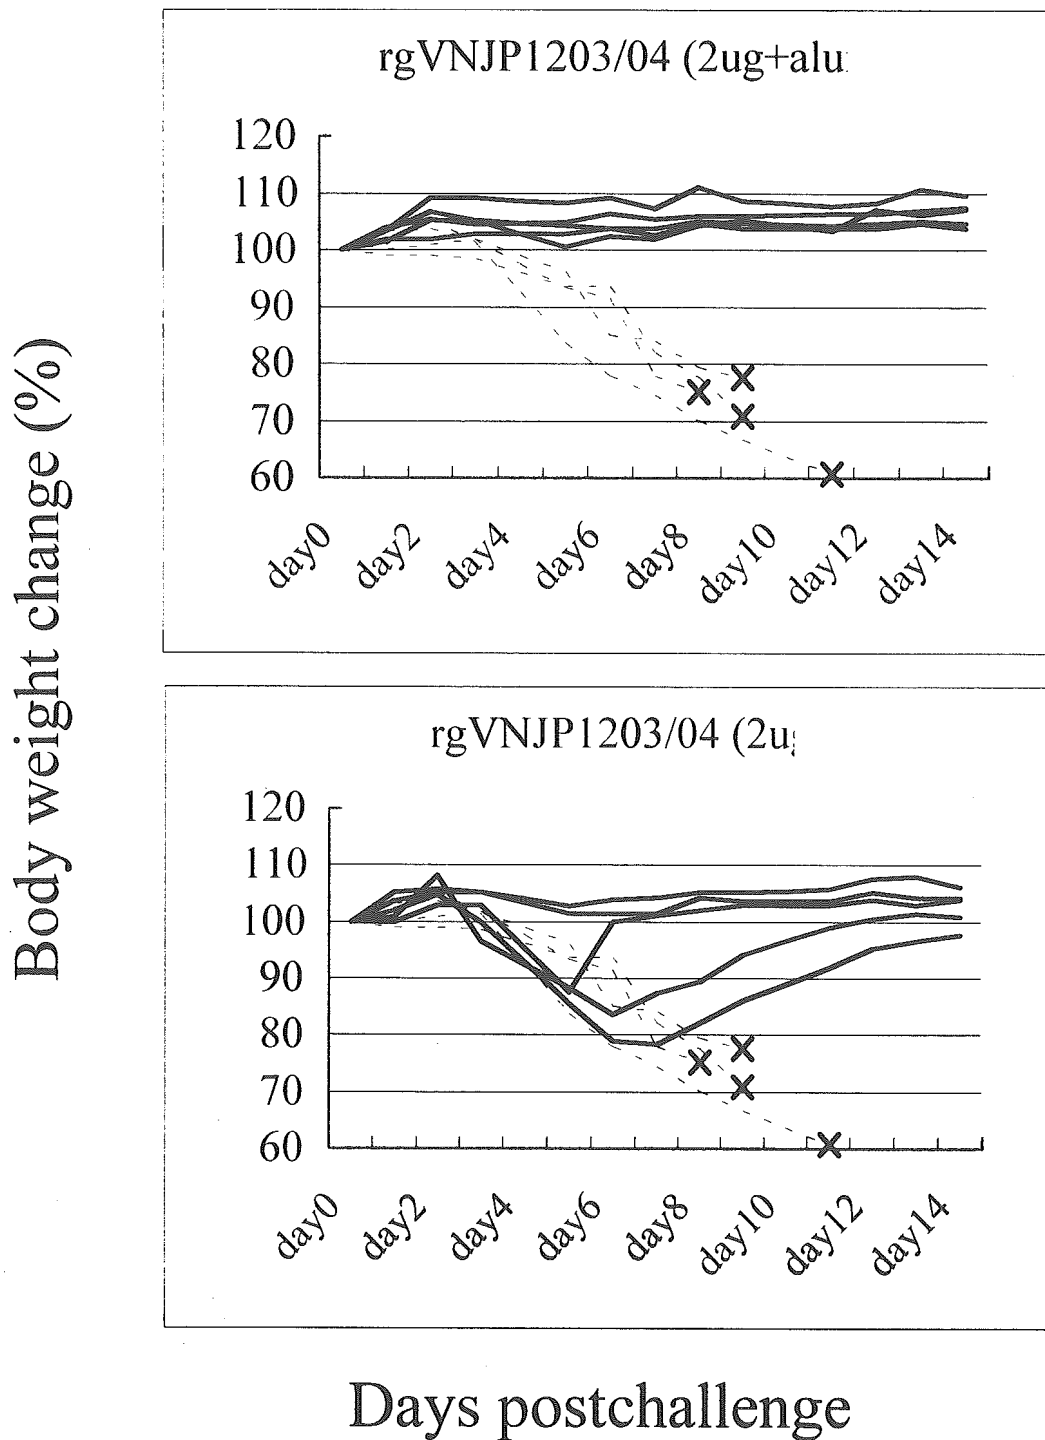 Body weight change (%)
rgVNJP1203/04 (2ug+alu
120
110
100
90
80
70
60
day0
day2
day4
day6
day8
day10
day12
day14
rgVNJP1203/04 (2u
120
110
100
90
80
70
60
day0
day2
day4
day6
day8
day10
day12
day14
Days postchallenge